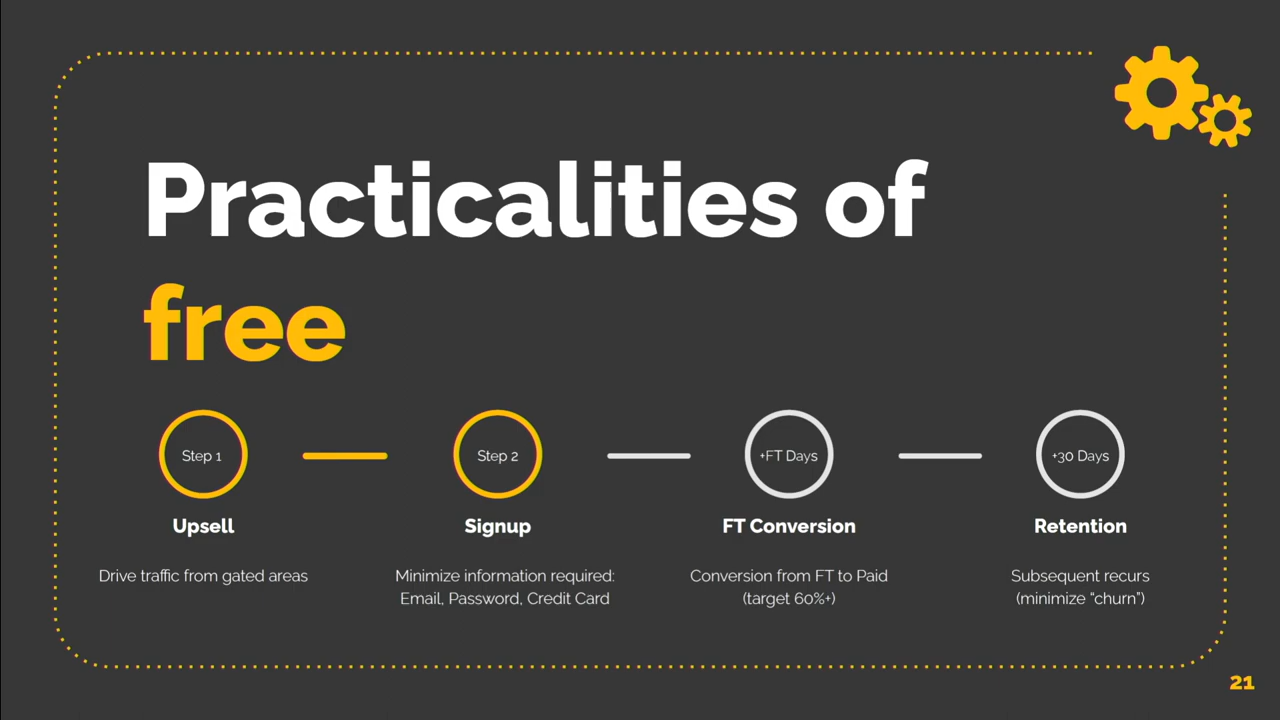 Practicalities of
free
Step 1
Step 2
+FT Days
+30 Days
Upsell
Signup
FT Conversion
Retention
Drive traffic from gated areas
Minimize information required:
Email, Password, Credit Card
Conversion from FT to Paid
(target 60%+)
Subsequent recurs
(minimize "churn")
21